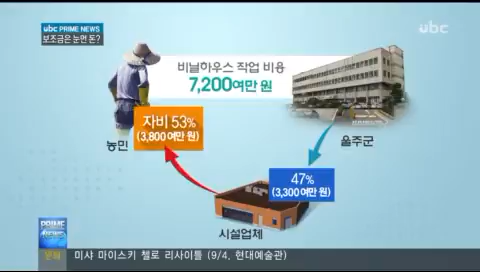 ubc PRIME NEWS
보조금은 눈먼 돈?
ubc
비닐하우스 작업 비용
7,200여만 원
자비 53%
(3,800여만 원)
농민
울주군
47%
(3,300여만 원)
시설업체
PRIME
문화
미샤 마이스키 첼로 리사이틀 (9/4, 현대예술관)